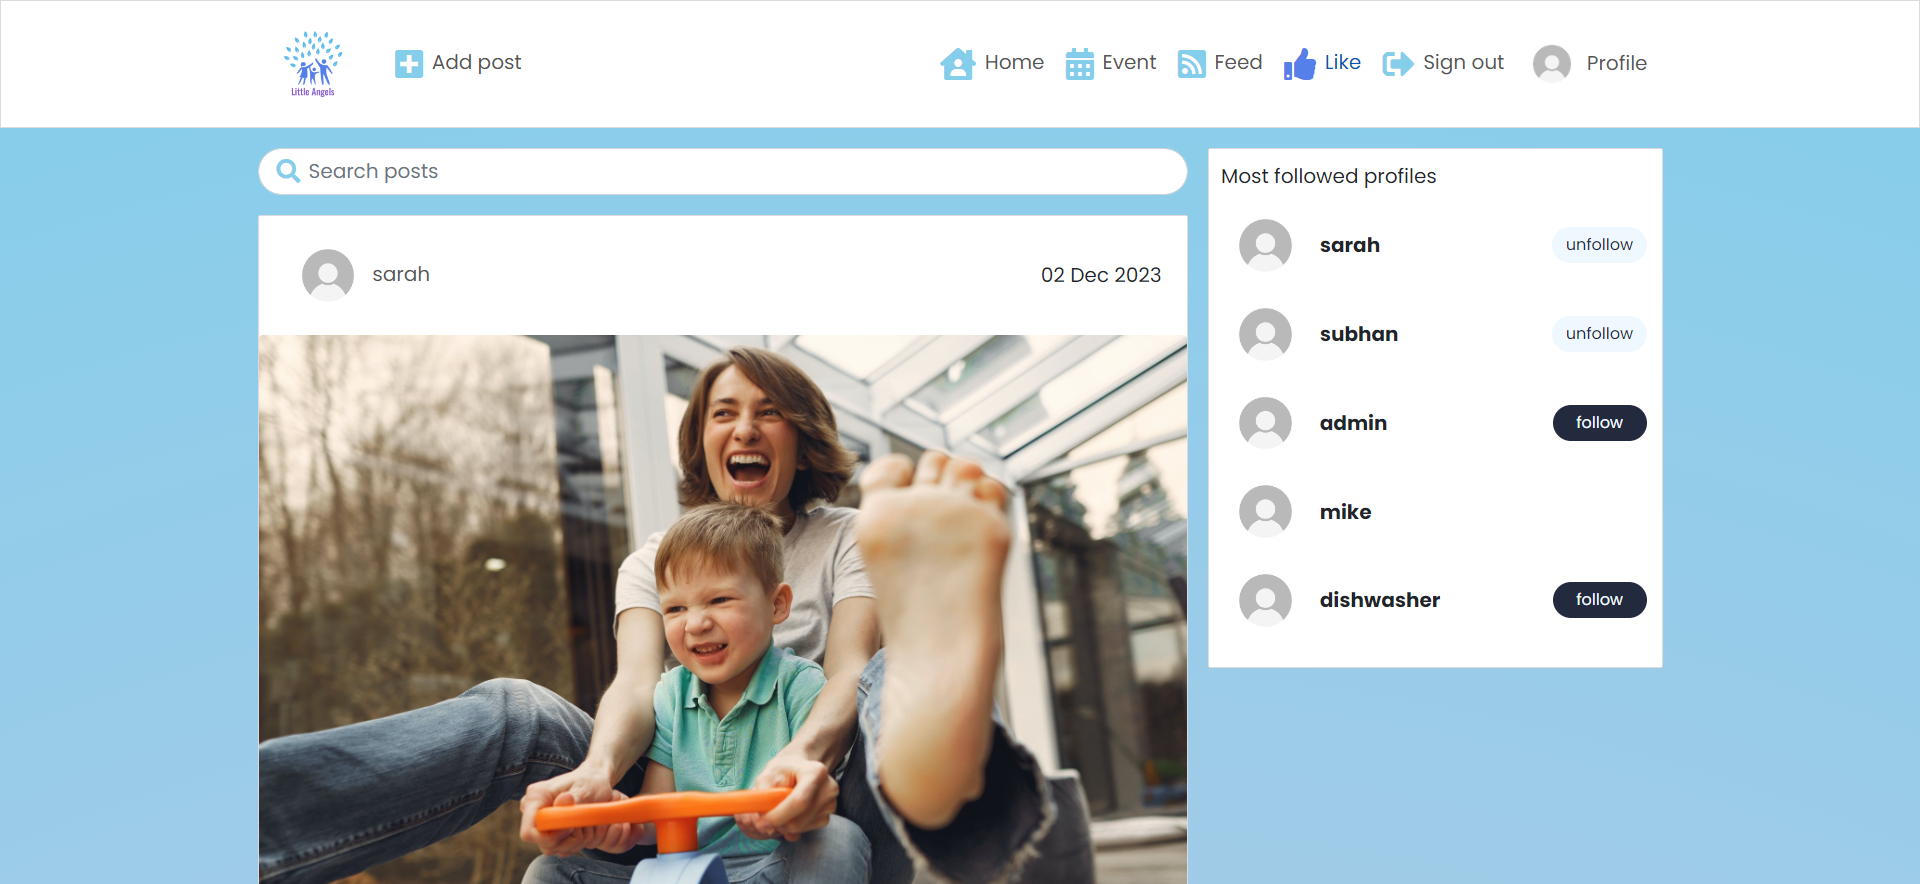 Little Angels
Add post
Home
Event
Feed
Like
Sign out
Profile
Search posts
sarah
02 Dec 2023
Most followed profiles
sarah
unfollow
subhan
unfollow
admin
follow
mike
dishwasher
follow